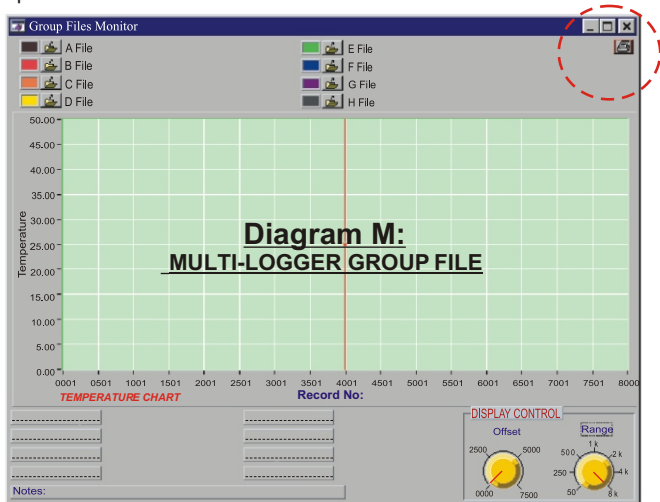 Group Files Monitor
A File
B File
C File
D File
E File
F File
G File
H File
50.00
45.00
40.00
35.00
30.00
25.00
20.00
15.00
10.00
5.00
0.00
Temperature
Diagram M:
MULTI-LOGGER GROUP FILE
0001 0501 1001 1501 2001 2501 3001 3501 4001 4501 5001 5501 6001 6501 7001 7501 8000
TEMPERATURE CHART
Record No:
Notes:
DISPLAY CONTROL
Offset
2500 5000
0000 7500
Range
1 k
500 2 k
250 4 k
50 8 k